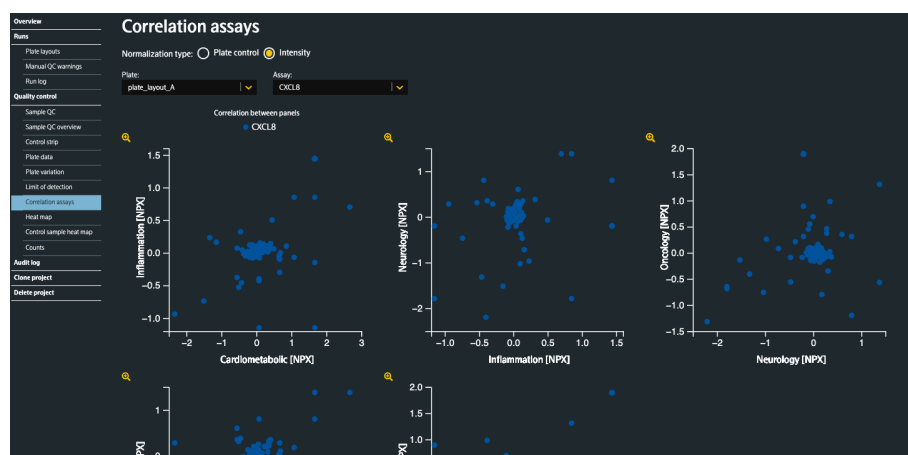 Overview
Runs
Plate layouts
Manual QC warnings
Run log
Quality control
Sample QC
Sample QC overview
Control strip
Plate data
Plate variation
Limit of detection
Correlation assays
Heat map
Control sample heat map
Counts
Audit log
Clone project
Delete project
Correlation assays
Normalization type: Plate control Intensity
Plate: Assay:
plate_layout_A CXCL8
Correlation between panels
CXCL8
Inflammation [NPX]
1.5
1.0
0.5
0.0
−0.5
−1.0
−2 −1 0 1 2 3
Cardiometabolic [NPX]
Neurology [NPX]
1
0
−1
−2
−1.0 −0.5 0.0 0.5 1.0 1.5
Inflammation [NPX]
Oncology [NPX]
2.0
1.5
1.0
0.5
0.0
−0.5
−1.0
−1.5
−2 −1 0 1
Neurology [NPX]
1
2.0
1.5
1.0